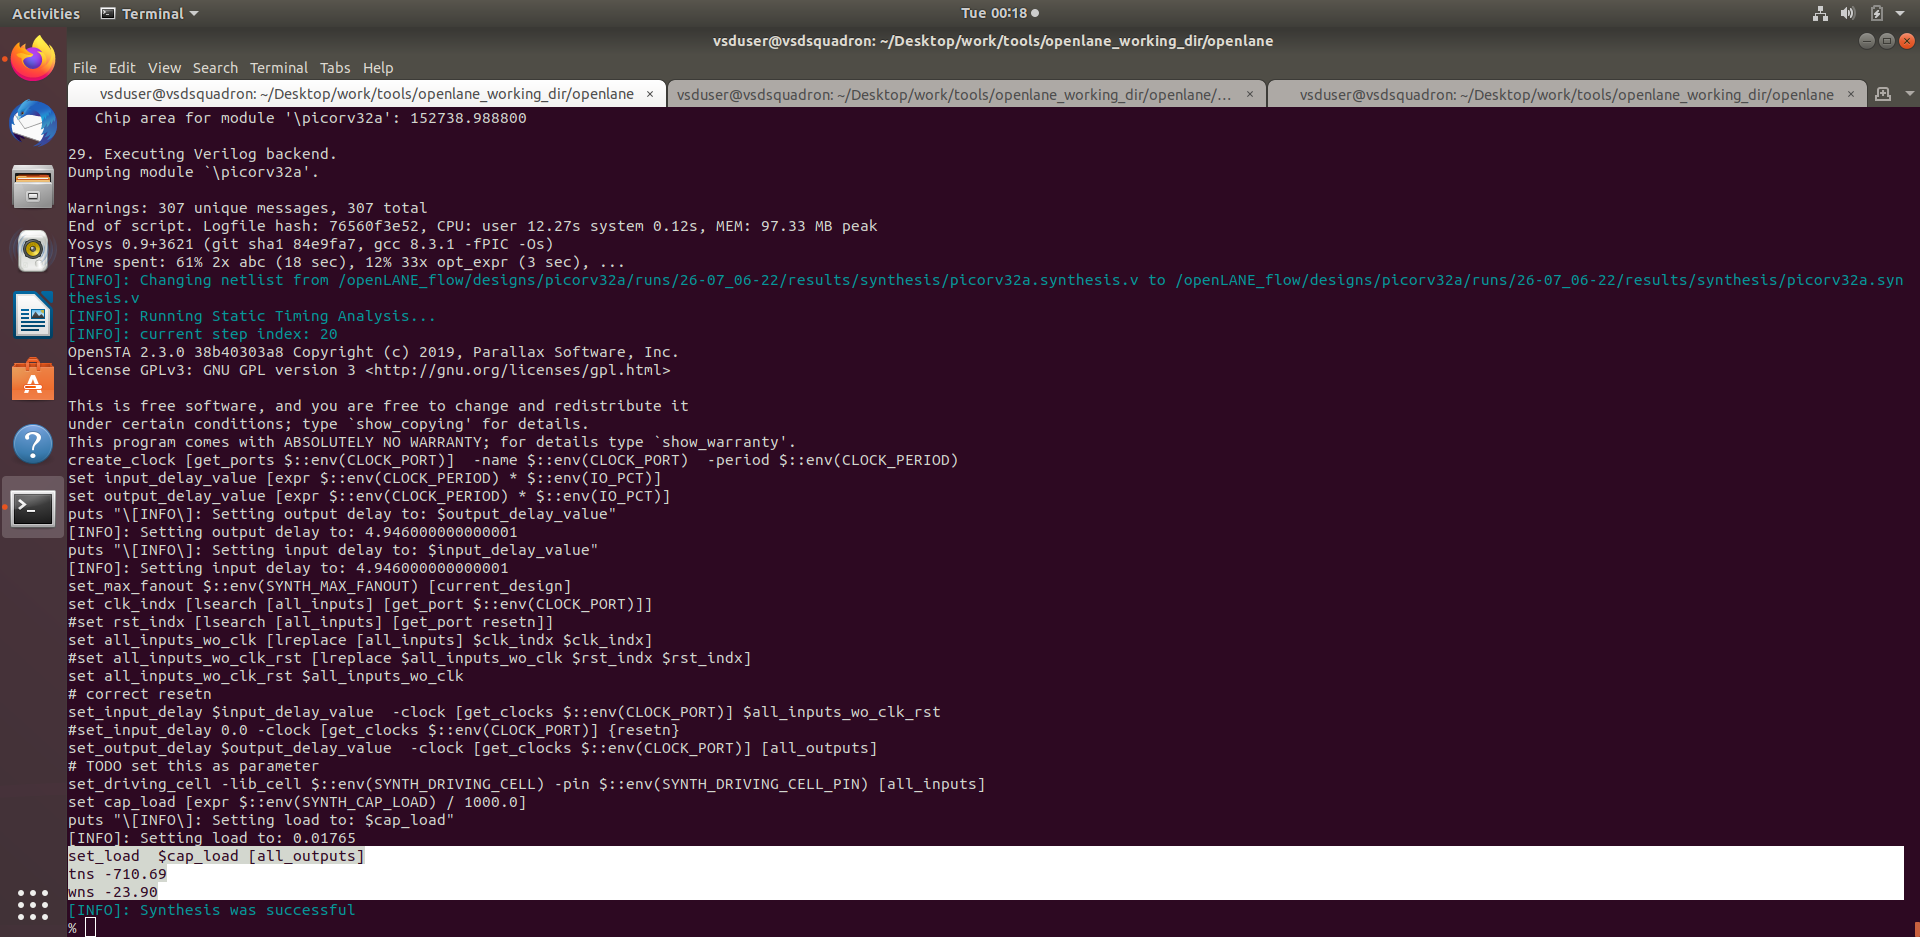 Activities Terminal Tue 00:18
vsduser@vsdsquadron: ~/Desktop/work/tools/openlane_working_dir/openlane
File Edit View Search Terminal Tabs Help
vsduser@vsdsquadron: ~/Desktop/work/tools/openlane_working_dir/openlane × vsduser@vsdsquadron: ~/Desktop/work/tools/openlane_working_dir/openlane/... × vsduser@vsdsquadron: ~/Desktop/work/tools/openlane_working_dir/openlane ×
   Chip area for module '\picorv32a': 152738.988800
29. Executing Verilog backend.
Dumping module `\picorv32a'.
Warnings: 307 unique messages, 307 total
End of script. Logfile hash: 76560f3e52, CPU: user 12.27s system 0.12s, MEM: 97.33 MB peak
Yosys 0.9+3621 (git sha1 84e9fa7, gcc 8.3.1 -fPIC -Os)
Time spent: 61% 2x abc (18 sec), 12% 33x opt_expr (3 sec), ...
[INFO]: Changing netlist from /openLANE_flow/designs/picorv32a/runs/26-07_06-22/results/synthesis/picorv32a.synthesis.v to /openLANE_flow/designs/picorv32a/runs/26-07_06-22/results/synthesis/picorv32a.syn
thesis.v
[INFO]: Running Static Timing Analysis...
[INFO]: current step index: 20
OpenSTA 2.3.0 38b40303a8 Copyright (c) 2019, Parallax Software, Inc.
License GPLv3: GNU GPL version 3 <http://gnu.org/licenses/gpl.html>
This is free software, and you are free to change and redistribute it
under certain conditions; type `show_copying' for details.
This program comes with ABSOLUTELY NO WARRANTY; for details type `show_warranty'.
create_clock [get_ports $::env(CLOCK_PORT)]  -name $::env(CLOCK_PORT)  -period $::env(CLOCK_PERIOD)
set input_delay_value [expr $::env(CLOCK_PERIOD) * $::env(IO_PCT)]
set output_delay_value [expr $::env(CLOCK_PERIOD) * $::env(IO_PCT)]
puts "\[INFO\]: Setting output delay to: $output_delay_value"
[INFO]: Setting output delay to: 4.946000000000001
puts "\[INFO\]: Setting input delay to: $input_delay_value"
[INFO]: Setting input delay to: 4.946000000000001
set_max_fanout $::env(SYNTH_MAX_FANOUT) [current_design]
set clk_indx [lsearch [all_inputs] [get_port $::env(CLOCK_PORT)]]
#set rst_indx [lsearch [all_inputs] [get_port resetn]]
set all_inputs_wo_clk [lreplace [all_inputs] $clk_indx $clk_indx]
#set all_inputs_wo_clk_rst [lreplace $all_inputs_wo_clk $rst_indx $rst_indx]
set all_inputs_wo_clk_rst $all_inputs_wo_clk
# correct resetn
set_input_delay $input_delay_value  -clock [get_clocks $::env(CLOCK_PORT)] $all_inputs_wo_clk_rst
#set_input_delay 0.0 -clock [get_clocks $::env(CLOCK_PORT)] {resetn}
set_output_delay $output_delay_value  -clock [get_clocks $::env(CLOCK_PORT)] [all_outputs]
# TODO set this as parameter
set_driving_cell -lib_cell $::env(SYNTH_DRIVING_CELL) -pin $::env(SYNTH_DRIVING_CELL_PIN) [all_inputs]
set cap_load [expr $::env(SYNTH_CAP_LOAD) / 1000.0]
puts "\[INFO\]: Setting load to: $cap_load"
[INFO]: Setting load to: 0.01765
set_load  $cap_load [all_outputs]
tns -710.69
wns -23.90
[INFO]: Synthesis was successful
%